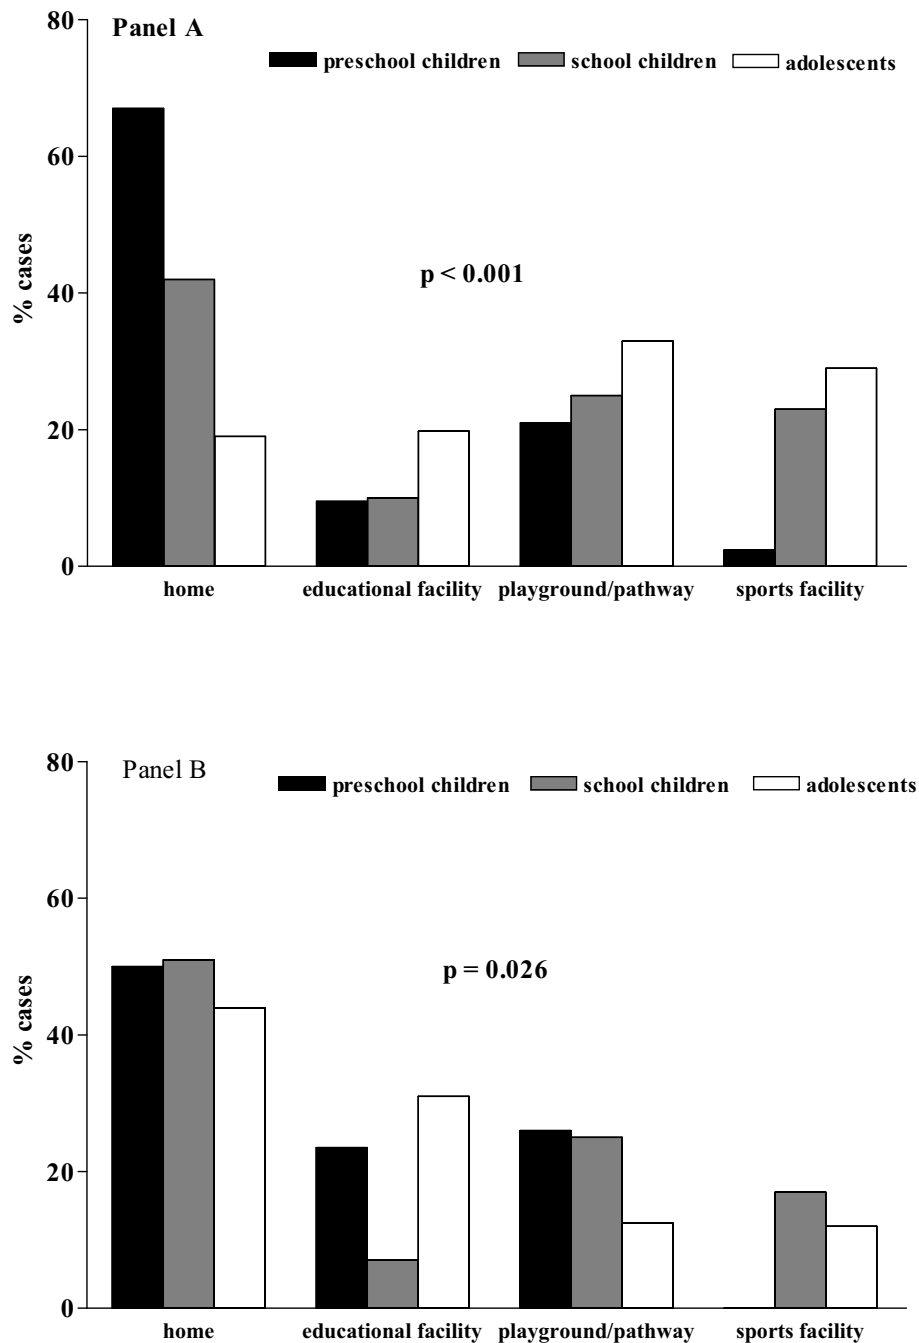 Panel A
preschool children school children adolescents
80
60
40
20
0
% cases
p < 0.001
home educational facility playground/pathway sports facility
Panel B
preschool children school children adolescents
80
60
40
20
0
% cases
p = 0.026
home educational facility playground/pathway sports facility